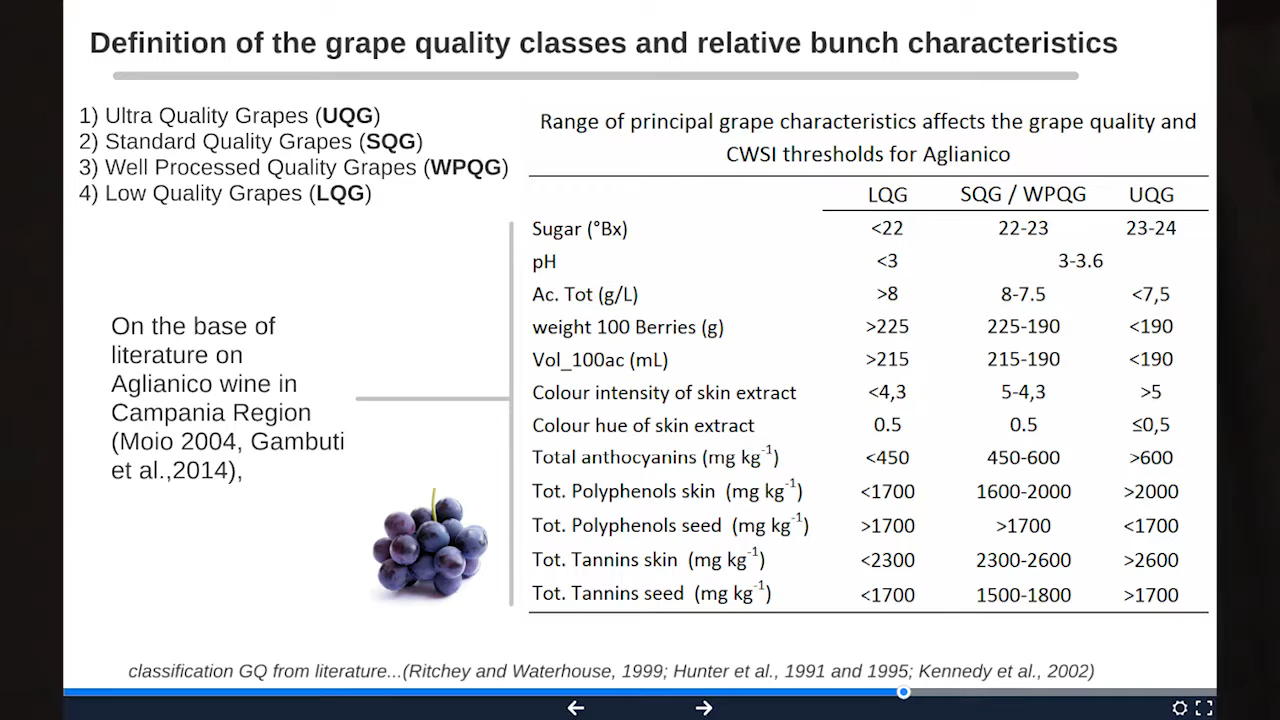 Definition of the grape quality classes and relative bunch characteristics
1) Ultra Quality Grapes (UQG)
2) Standard Quality Grapes (SQG)
3) Well Processed Quality Grapes (WPQG)
4) Low Quality Grapes (LQG)
On the base of
literature on
Aglianico wine in
Campania Region
(Moio 2004, Gambuti
et al.,2014),
Range of principal grape characteristics affects the grape quality and
CWSI thresholds for Aglianico
LQG SQG / WPQG UQG
Sugar (°Bx) <22 22-23 23-24
pH <3 3-3.6
Ac. Tot (g/L) >8 8-7.5 <7,5
weight 100 Berries (g) >225 225-190 <190
Vol_100ac (mL) >215 215-190 <190
Colour intensity of skin extract <4,3 5-4,3 >5
Colour hue of skin extract 0.5 0.5 ≤0,5
Total anthocyanins (mg kg⁻¹) <450 450-600 >600
Tot. Polyphenols skin (mg kg⁻¹) <1700 1600-2000 >2000
Tot. Polyphenols seed (mg kg⁻¹) >1700 >1700 <1700
Tot. Tannins skin (mg kg⁻¹) <2300 2300-2600 >2600
Tot. Tannins seed (mg kg⁻¹) <1700 1500-1800 >1700
classification GQ from literature...(Ritchey and Waterhouse, 1999; Hunter et al., 1991 and 1995; Kennedy et al., 2002)